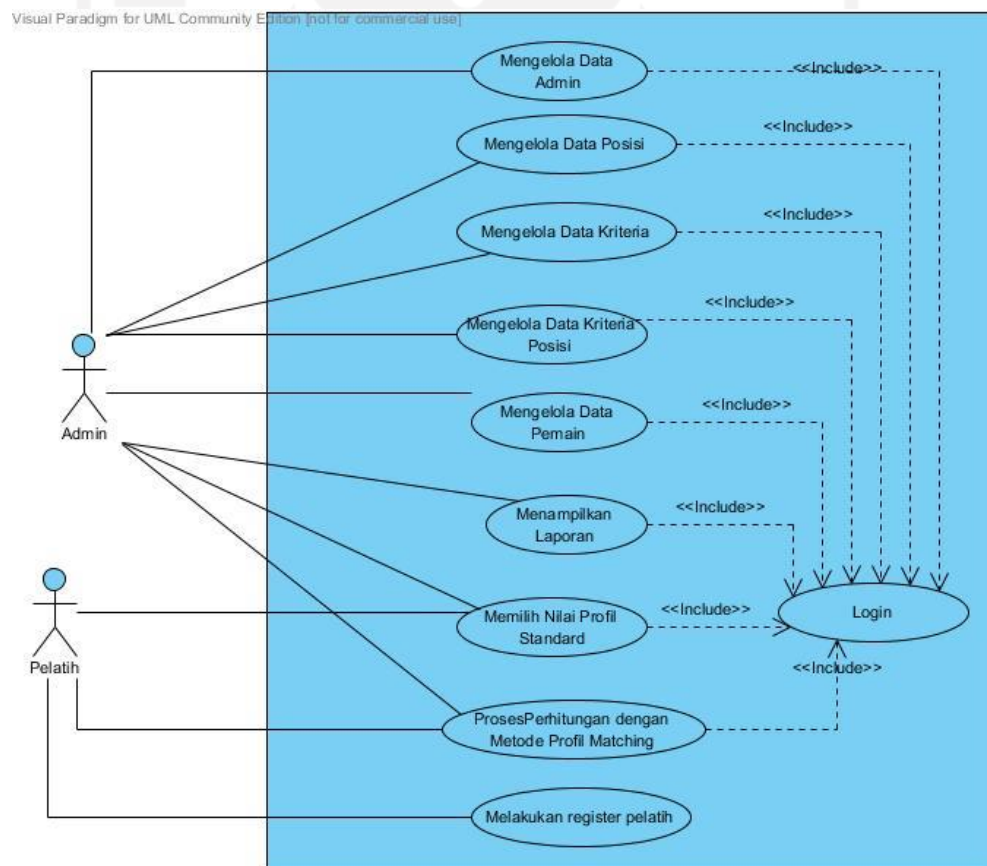 Visual Paradigm for UML Community Edition [not for commercial use]
Mengelola Data
Admin
<<Include>>
Mengelola Data Posisi
<<Include>>
Mengelola Data Kriteria
<<Include>>
Mengelola Data Kriteria
Posisi
<<Include>>
Admin
Mengelola Data
Pemain
<<Include>>
Menampilkan
Laporan
<<Include>>
Pelatih
Memilih Nilai Profil
Standard
<<Include>>
Login
<<Include>>
ProsesPerhitungan dengan
Metode Profil Matching
Melakukan register pelatih